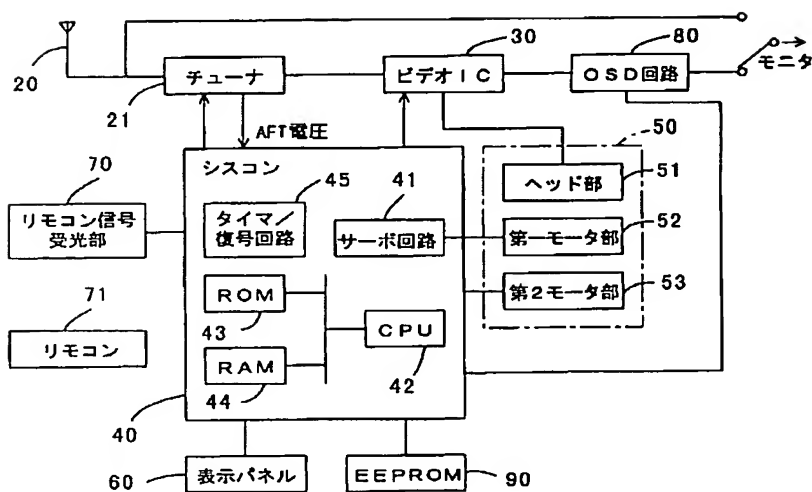 30
80
20
チューナ
ビデオIC
OSD回路
モニタ
21
AFT電圧
50
シスコン
70
45
41
ヘッド部
51
リモコン信号
受光部
タイマ/
復号回路
サーボ回路
第一モータ部
52
第2モータ部
53
71
ROM
43
CPU
42
リモコン
RAM
44
40
60
表示パネル
EEPROM
90